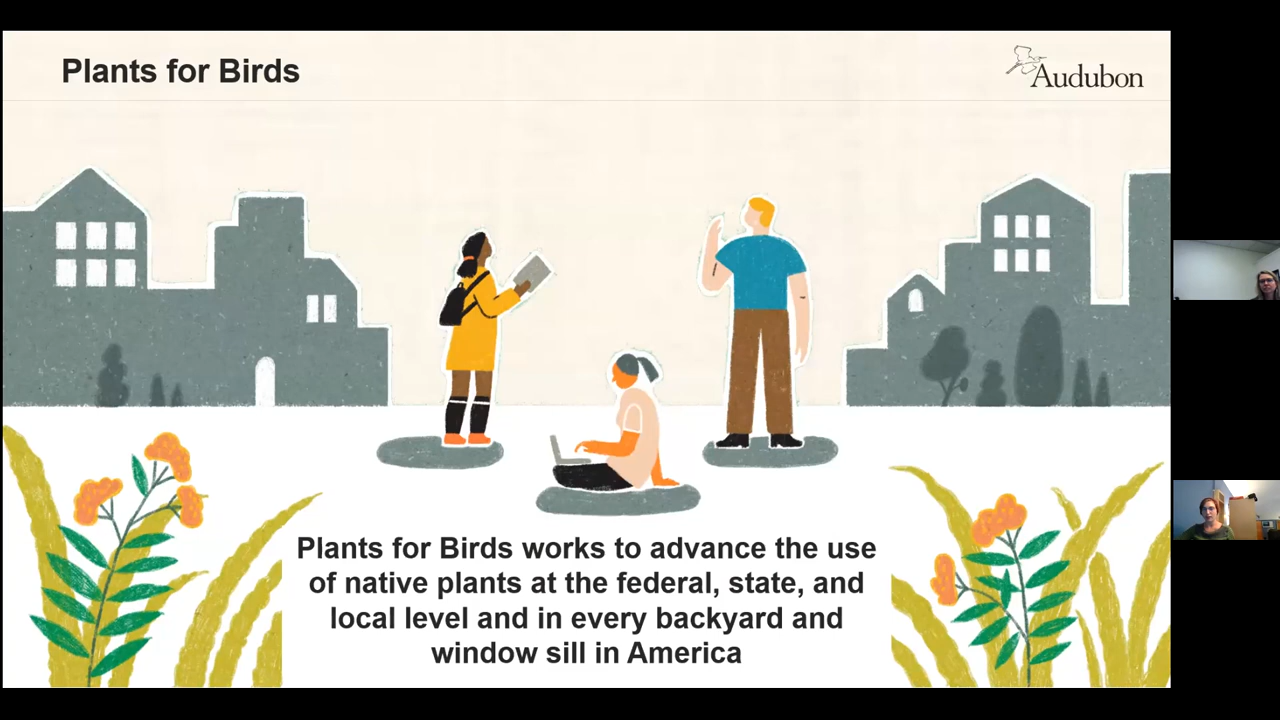 Plants for Birds
Audubon
Plants for Birds works to advance the use
of native plants at the federal, state, and
local level and in every backyard and
window sill in America